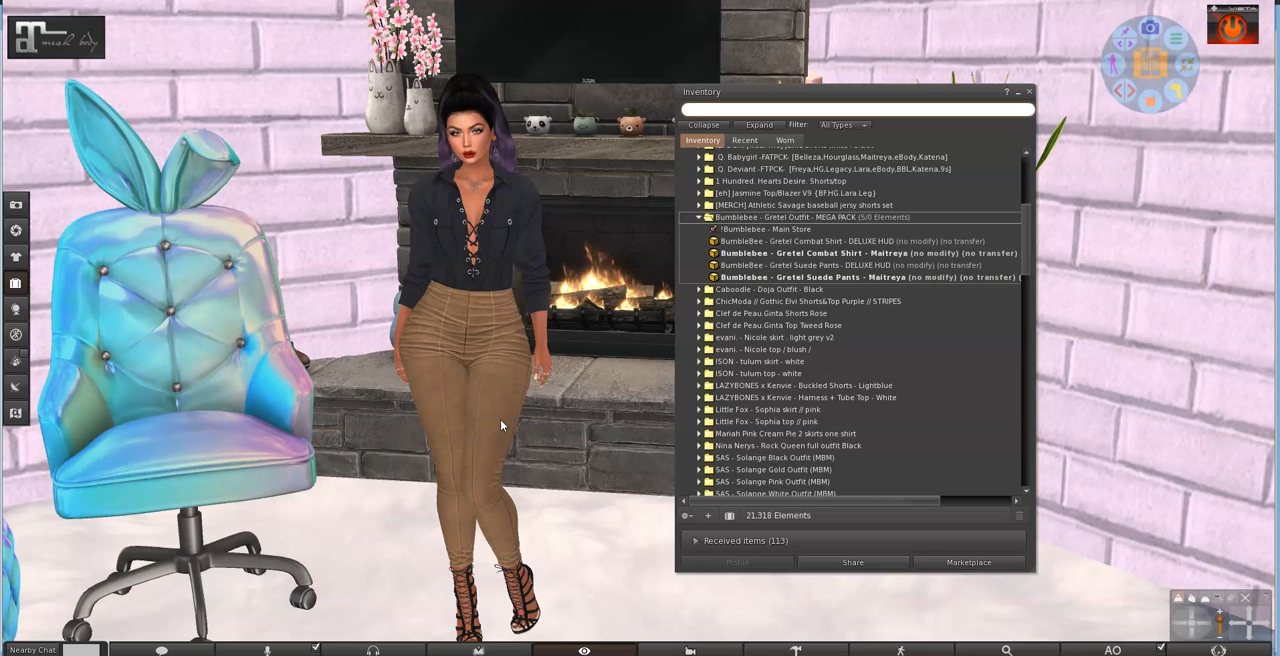 mesh body
Inventory
? _ ×
Collapse Expand Filter: All Types
Inventory Recent Worn
.Q. Babygirl -FATPCK- [Belleza,Hourglass,Maitreya,eBody,Katena]
.Q. Deviant -FTPCK- [Freya,HG,Legacy,Lara,eBody,BBL,Katena,9s]
1 Hundred. Hearts Desire. Shorts/top
[eh] Jasmine Top/Blazer V9 {BF.HG.Lara.Leg}
[MERCH] Athletic Savage baseball jersy shorts set
Bumblebee - Gretel Outfit - MEGA PACK (5/0 Elements)
!Bumblebee - Main Store
BumbleBee - Gretel Combat Shirt - DELUXE HUD (no modify) (no transfer)
Bumblebee - Gretel Combat Shirt - Maitreya (no modify) (no transfer)
BumbleBee - Gretel Suede Pants - DELUXE HUD (no modify) (no transfer)
Bumblebee - Gretel Suede Pants - Maitreya (no modify) (no transfer) (
Caboodle - Doja Outfit - Black
ChicModa // Gothic Elvi Shorts&Top Purple // STRIPES
Clef de Peau.Ginta Shorts Rose
Clef de Peau.Ginta Top Tweed Rose
evani. - Nicole skirt . light grey v2
evani. - Nicole top / blush /
ISON - tulum skirt - white
ISON - tulum top - white
LAZYBONES x Kenvie - Buckled Shorts - Lightblue
LAZYBONES x Kenvie - Harness + Tube Top - White
Little Fox - Sophia skirt // pink
Little Fox - Sophia top // pink
Mariah Pink Cream Pie 2 skirts one shirt
Nina Nerys - Rock Queen full outfit Black
SAS - Solange Black Outfit (MBM)
SAS - Solange Gold Outfit (MBM)
SAS - Solange Pink Outfit (MBM)
SAS - Solange White Outfit (MBM)
21,318 Elements
Received items (113)
Profile Share Marketplace
Nearby Chat
AO